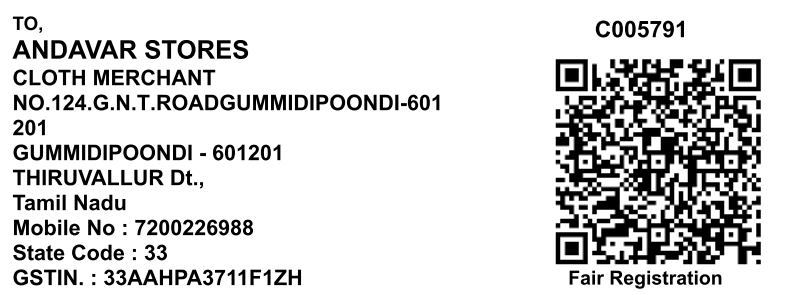 TO,
ANDAVAR STORES
CLOTH MERCHANT
NO.124.G.N.T.ROADGUMMIDIPOONDI-601
201
GUMMIDIPOONDI - 601201
THIRUVALLUR Dt.,
Tamil Nadu
Mobile No : 7200226988
State Code : 33
GSTIN. : 33AAHPA3711F1ZH
C005791
Fair Registration